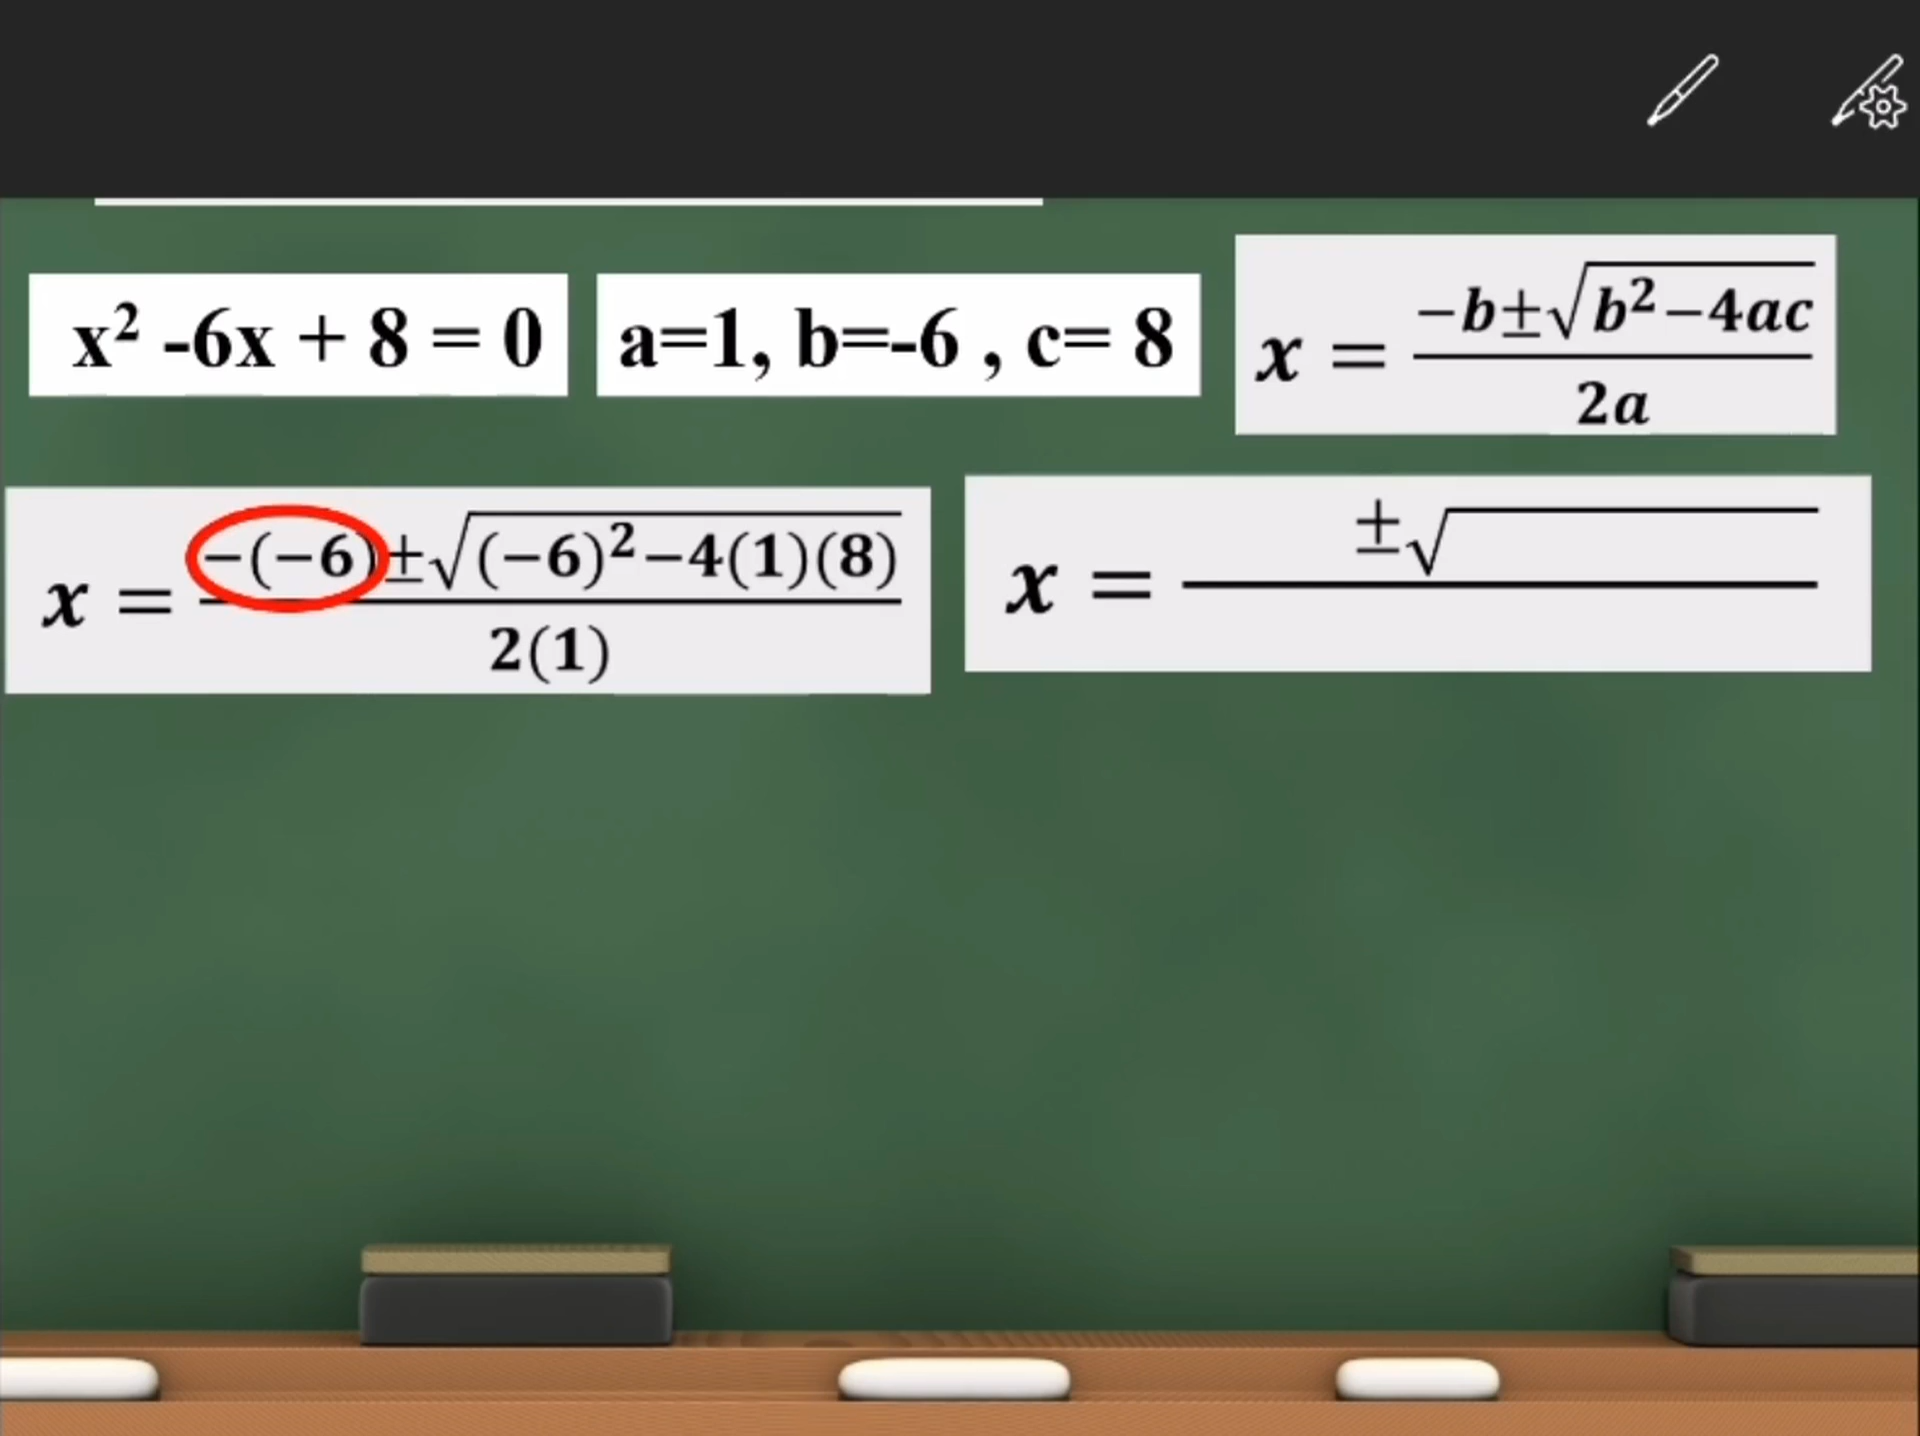 x² -6x + 8 = 0
a=1, b=-6 , c= 8
x = (-b±√(b²-4ac))/(2a)
x = (-(-6)±√((-6)²-4(1)(8)))/(2(1))
x = ±√